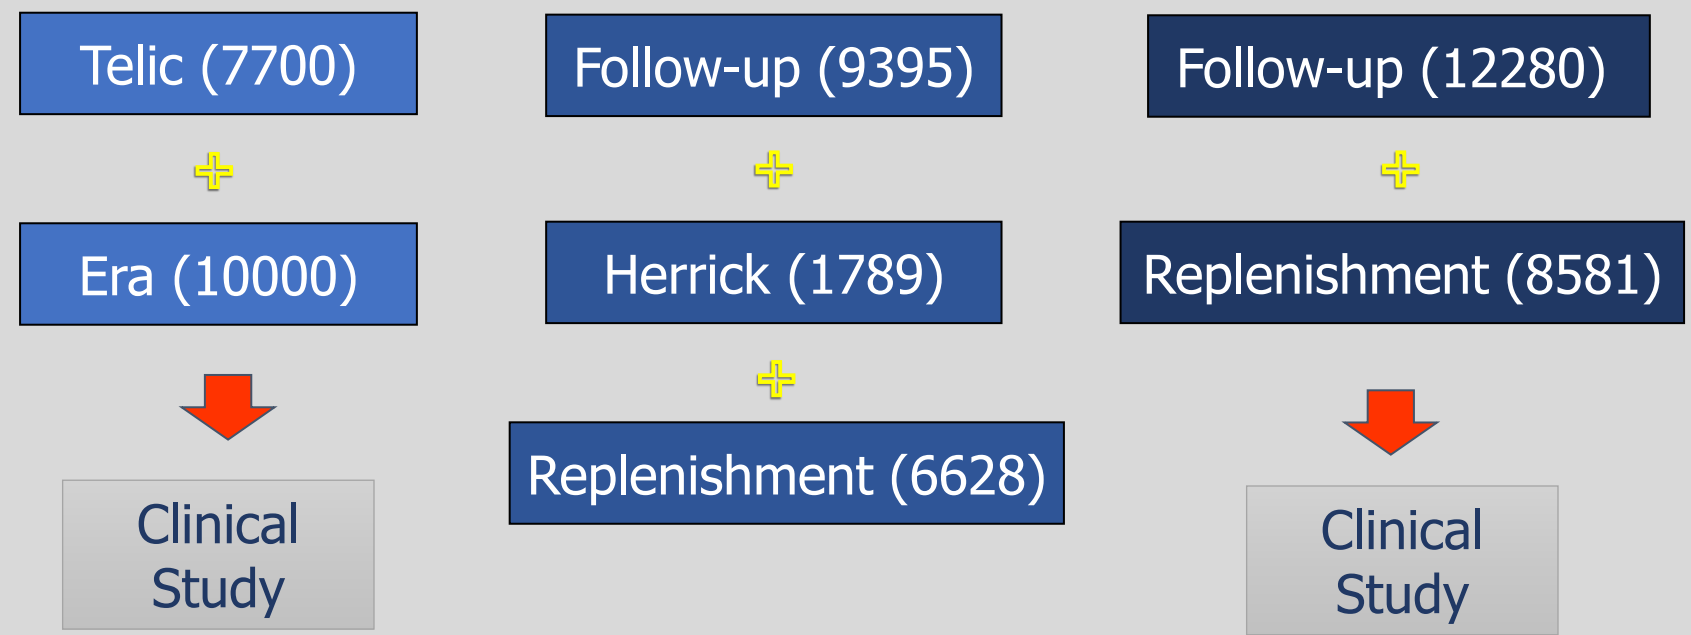 Telic (7700)
Era (10000)
Clinical
Study
Follow-up (9395)
Herrick (1789)
Replenishment (6628)
Follow-up (12280)
Replenishment (8581)
Clinical
Study